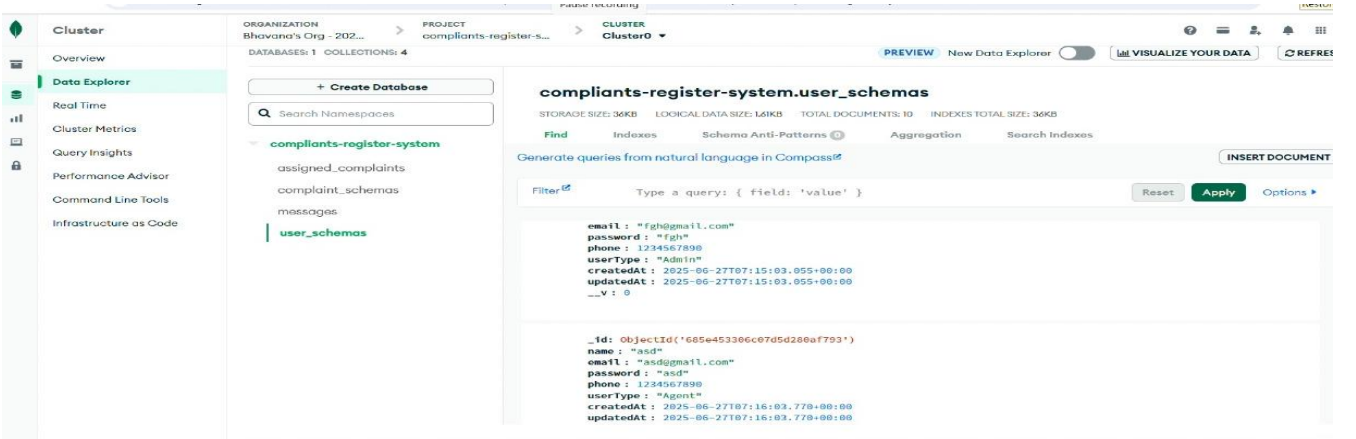 Pause recording
Restor
Cluster
ORGANIZATION
Bhavana's Org - 202...
PROJECT
compliants-register-s...
CLUSTER
Cluster0
Overview
Data Explorer
Real Time
Cluster Metrics
Query Insights
Performance Advisor
Command Line Tools
Infrastructure as Code
DATABASES: 1 COLLECTIONS: 4
PREVIEW New Data Explorer
VISUALIZE YOUR DATA
REFRES
+ Create Database
Search Namespaces
compliants-register-system
assigned_complaints
complaint_schemas
messages
user_schemas
compliants-register-system.user_schemas
STORAGE SIZE: 36KB LOGICAL DATA SIZE: 1.61KB TOTAL DOCUMENTS: 10 INDEXES TOTAL SIZE: 36KB
Find Indexes Schema Anti-Patterns 0 Aggregation Search Indexes
Generate queries from natural language in Compass
INSERT DOCUMENT
Filter Type a query: { field: 'value' } Reset Apply Options
email : "fgh@gmail.com"
password : "fgh"
phone : 1234567890
userType : "Admin"
createdAt : 2025-06-27T07:15:03.055+00:00
updatedAt : 2025-06-27T07:15:03.055+00:00
__v : 0
_id: ObjectId('685e453306c07d5d280af793')
name : "asd"
email : "asd@gmail.com"
password : "asd"
phone : 1234567890
userType : "Agent"
createdAt : 2025-06-27T07:16:03.770+00:00
updatedAt : 2025-06-27T07:16:03.770+00:00